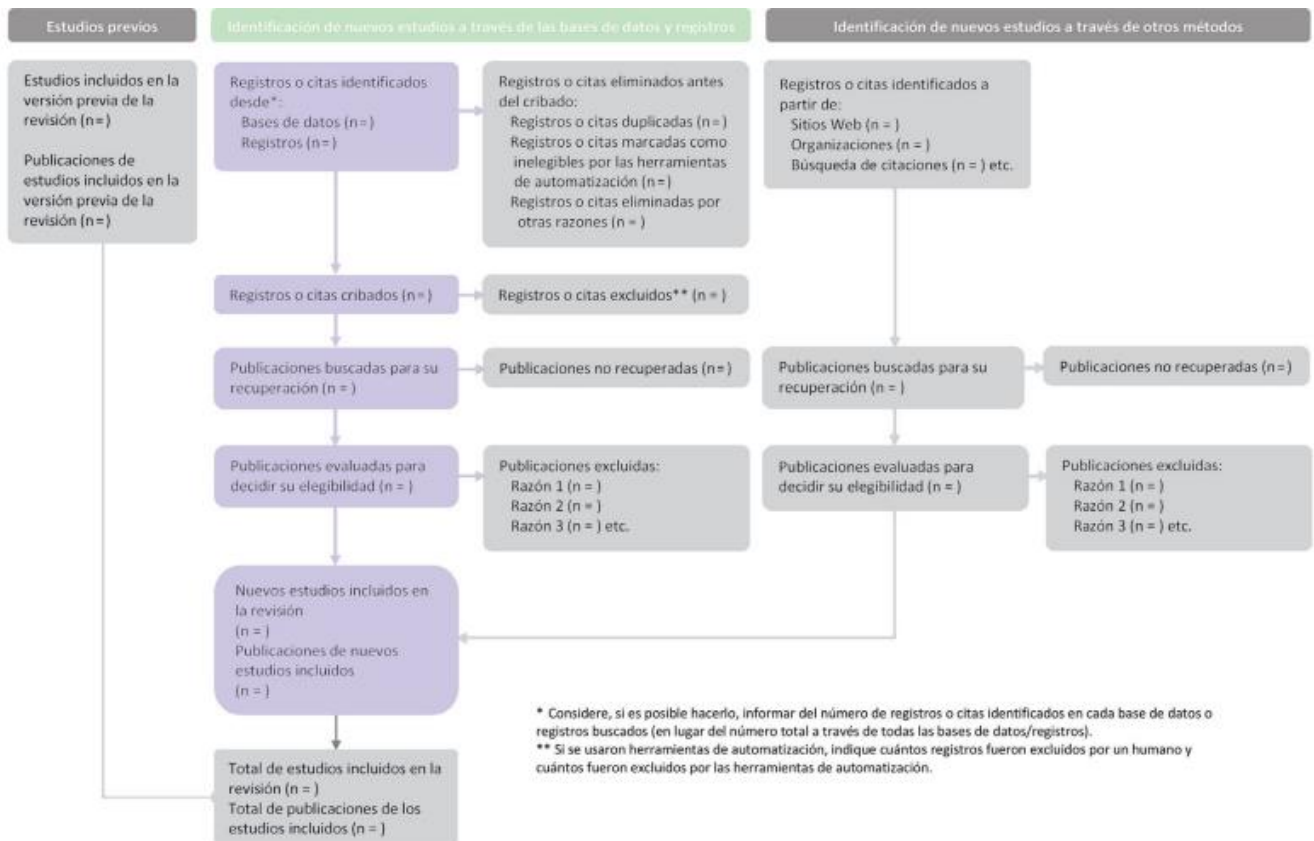 Estudios previos
Identificación de nuevos estudios a través de las bases de datos y registros
Identificación de nuevos estudios a través de otros métodos
Estudios incluidos en la
versión previa de la
revisión (n=)
Publicaciones de
estudios incluidos en la
versión previa de la
revisión (n=)
Registros o citas identificados
desde*:
Bases de datos (n=)
Registros (n=)
Registros o citas eliminados antes
del cribado:
Registros o citas duplicadas (n=)
Registros o citas marcadas como
inelegibles por las herramientas
de automatización (n=)
Registros o citas eliminadas por
otras razones (n = )
Registros o citas identificados a
partir de:
Sitios Web (n = )
Organizaciones (n = )
Búsqueda de citaciones (n = ) etc.
Registros o citas cribados (n=)
Registros o citas excluidos** (n = )
Publicaciones buscadas para su
recuperación (n = )
Publicaciones no recuperadas (n=)
Publicaciones buscadas para su
recuperación (n = )
Publicaciones no recuperadas (n=)
Publicaciones evaluadas para
decidir su elegibilidad (n = )
Publicaciones excluidas:
Razón 1 (n = )
Razón 2 (n = )
Razón 3 (n = ) etc.
Publicaciones evaluadas para
decidir su elegibilidad (n = )
Publicaciones excluidas:
Razón 1 (n = )
Razón 2 (n = )
Razón 3 (n = ) etc.
Nuevos estudios incluidos en
la revisión
(n = )
Publicaciones de nuevos
estudios incluidos
(n = )
* Considere, si es posible hacerlo, informar del número de registros o citas identificados en cada base de datos o
registros buscados (en lugar del número total a través de todas las bases de datos/registros).
** Si se usaron herramientas de automatización, indique cuántos registros fueron excluidos por un humano y
cuántos fueron excluidos por las herramientas de automatización.
Total de estudios incluidos en la
revisión (n = )
Total de publicaciones de los
estudios incluidos (n = )